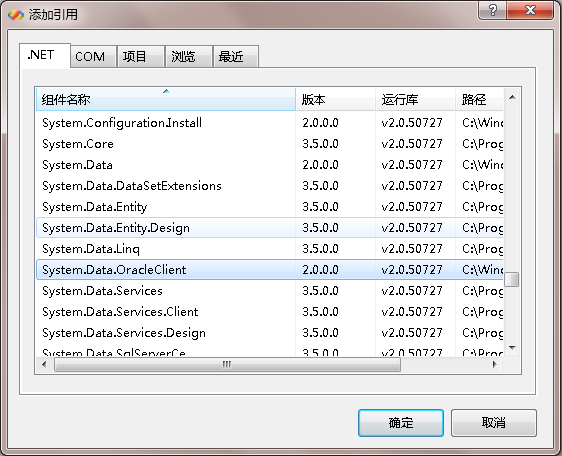 添加引用
.NET COM 项目 浏览 最近
组件名称 版本 运行库 路径
System.Configuration.Install 2.0.0.0 v2.0.50727 C:\Wind
System.Core 3.5.0.0 v2.0.50727 C:\Prog
System.Data 2.0.0.0 v2.0.50727 C:\Wind
System.Data.DataSetExtensions 3.5.0.0 v2.0.50727 C:\Prog
System.Data.Entity 3.5.0.0 v2.0.50727 C:\Prog
System.Data.Entity.Design 3.5.0.0 v2.0.50727 C:\Prog
System.Data.Linq 3.5.0.0 v2.0.50727 C:\Prog
System.Data.OracleClient 2.0.0.0 v2.0.50727 C:\Wind
System.Data.Services 3.5.0.0 v2.0.50727 C:\Prog
System.Data.Services.Client 3.5.0.0 v2.0.50727 C:\Prog
System.Data.Services.Design 3.5.0.0 v2.0.50727 C:\Prog
System.Data.SqlServerCe 3.5.0.0 v2.0.50727 C:\Prog
确定 取消